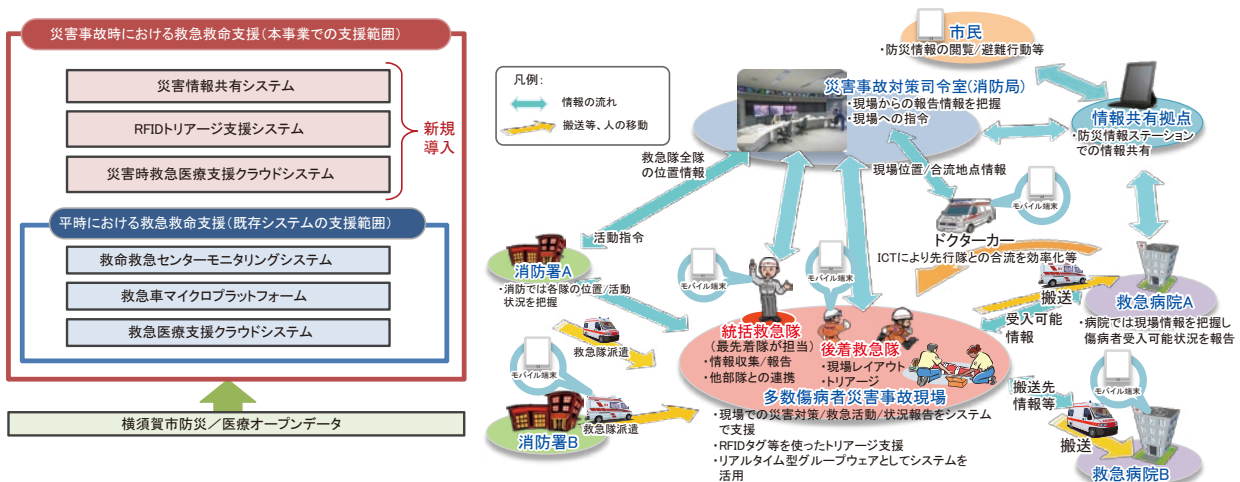 災害事故時における救急救命支援(本事業での支援範囲)
災害情報共有システム
RFIDトリアージ支援システム
災害時救急医療支援クラウドシステム
新規
導入
平時における救急救命支援(既存システムの支援範囲)
救命救急センターモニタリングシステム
救急車マイクロプラットフォーム
救急医療支援クラウドシステム
横須賀市防災／医療オープンデータ
凡例:
情報の流れ
搬送等、人の移動
市民
・防災情報の閲覧/避難行動等
災害事故対策司令室(消防局)
・現場からの報告情報を把握
・現場への指令
情報共有拠点
・防災情報ステーション
での情報共有
救急隊全隊
の位置情報
現場位置/合流地点情報
モバイル端末
ドクターカー
ICTにより先行隊との合流を効率化等
活動指令
消防署A
・消防では各隊の位置/活動
状況を把握
モバイル端末
モバイル端末
救急隊派遣
統括救急隊
(最先着隊が担当)
・情報収集/報告
・他部隊との連携
後着救急隊
・現場レイアウト
・トリアージ
搬送
受入可能
情報
救急病院A
・病院では現場情報を把握し
傷病者受入可能状況を報告
モバイル端末
救急隊派遣
消防署B
多数傷病者災害事故現場
・現場での災害対策/救急活動/状況報告をシステム
で支援
・RFIDタグ等を使ったトリアージ支援
・リアルタイム型グループウェアとしてシステムを
活用
搬送先
情報等
モバイル端末
搬送
救急病院B